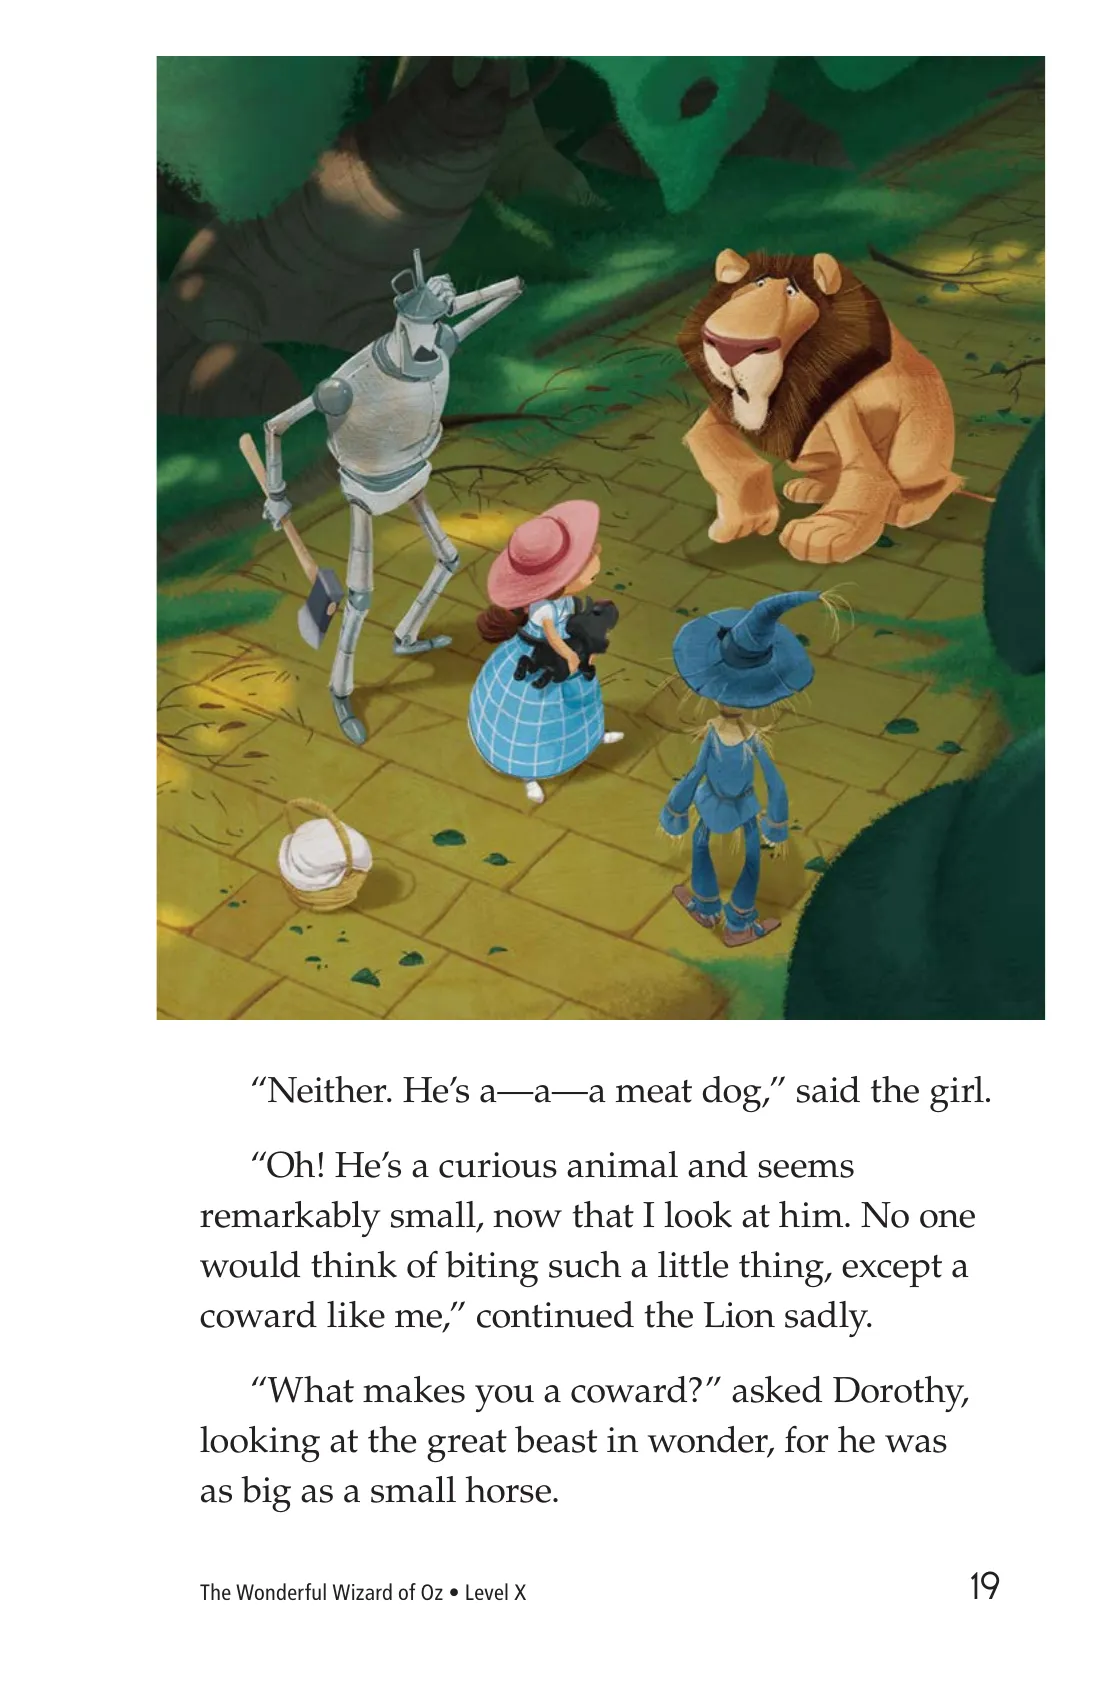 “Neither. He’s a—a—a meat dog,” said the girl.
“Oh! He’s a curious animal and seems
remarkably small, now that I look at him. No one
would think of biting such a little thing, except a
coward like me,” continued the Lion sadly.
“What makes you a coward?” asked Dorothy,
looking at the great beast in wonder, for he was
as big as a small horse.
The Wonderful Wizard of Oz • Level X
19